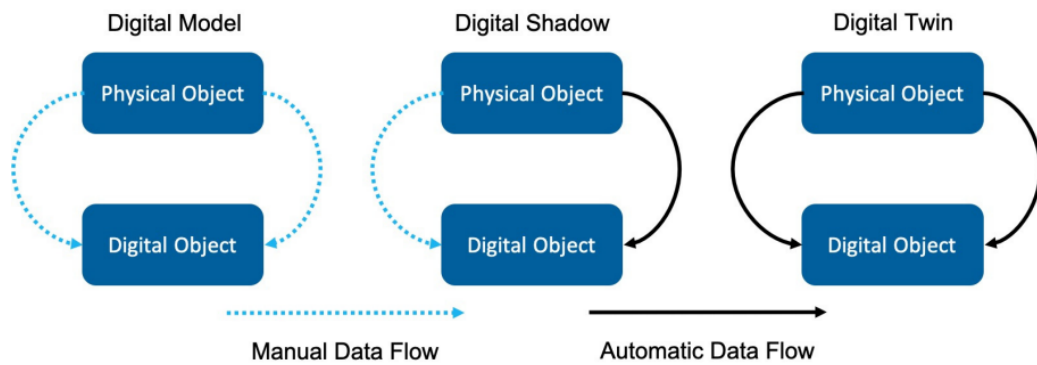 Digital Model
Digital Shadow
Digital Twin
Physical Object
Physical Object
Physical Object
Digital Object
Digital Object
Digital Object
Manual Data Flow
Automatic Data Flow